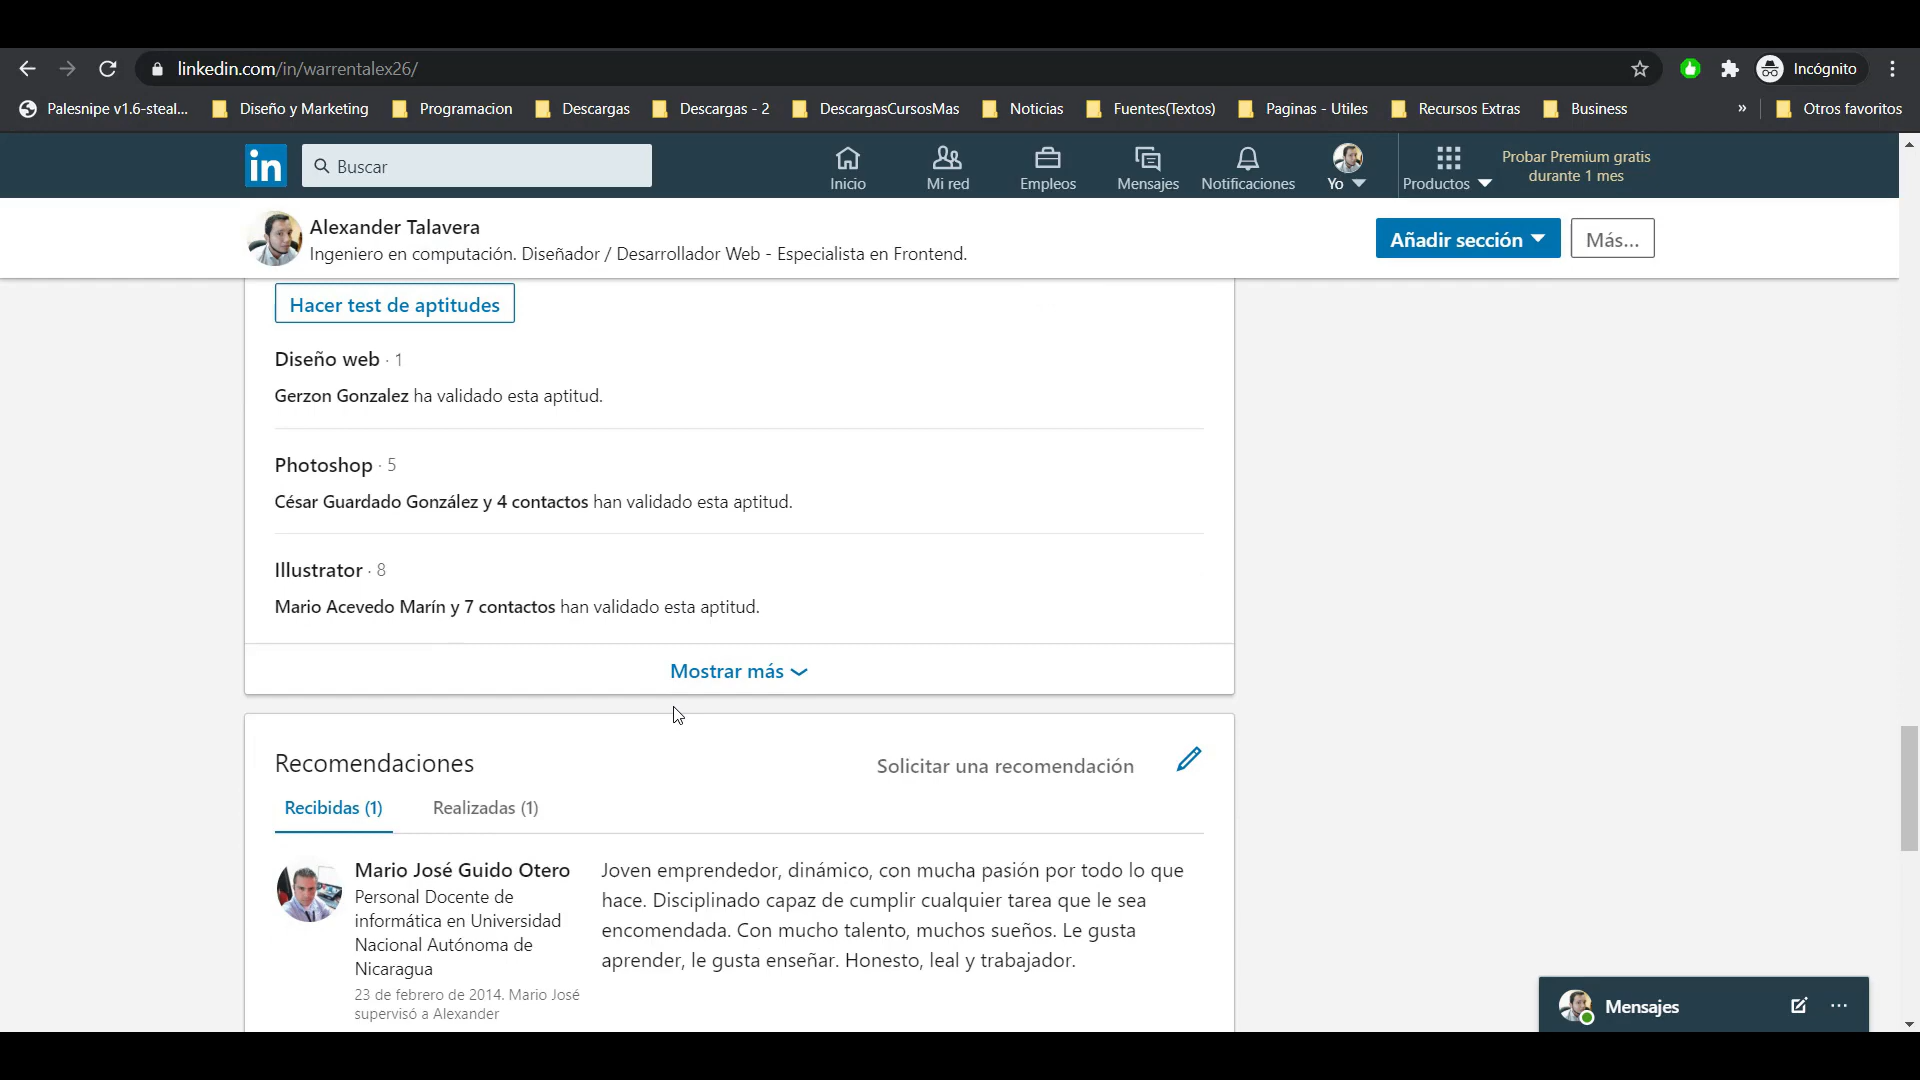 linkedin.com/in/warrentalex26/
Incógnito
Palesnipe v1.6-steal...
Diseño y Marketing
Programacion
Descargas
Descargas - 2
DescargasCursosMas
Noticias
Fuentes(Textos)
Paginas - Utiles
Recursos Extras
Business
»
Otros favoritos
in
Buscar
Inicio
Mi red
Empleos
Mensajes
Notificaciones
Yo
Productos
Probar Premium gratis
durante 1 mes
Alexander Talavera
Ingeniero en computación. Diseñador / Desarrollador Web - Especialista en Frontend.
Añadir sección
Más...
Hacer test de aptitudes
Diseño web · 1
Gerzon Gonzalez ha validado esta aptitud.
Photoshop · 5
César Guardado González y 4 contactos han validado esta aptitud.
Illustrator · 8
Mario Acevedo Marín y 7 contactos han validado esta aptitud.
Mostrar más
Recomendaciones
Solicitar una recomendación
Recibidas (1)
Realizadas (1)
Mario José Guido Otero
Personal Docente de
informática en Universidad
Nacional Autónoma de
Nicaragua
23 de febrero de 2014. Mario José
supervisó a Alexander
Joven emprendedor, dinámico, con mucha pasión por todo lo que
hace. Disciplinado capaz de cumplir cualquier tarea que le sea
encomendada. Con mucho talento, muchos sueños. Le gusta
aprender, le gusta enseñar. Honesto, leal y trabajador.
Mensajes